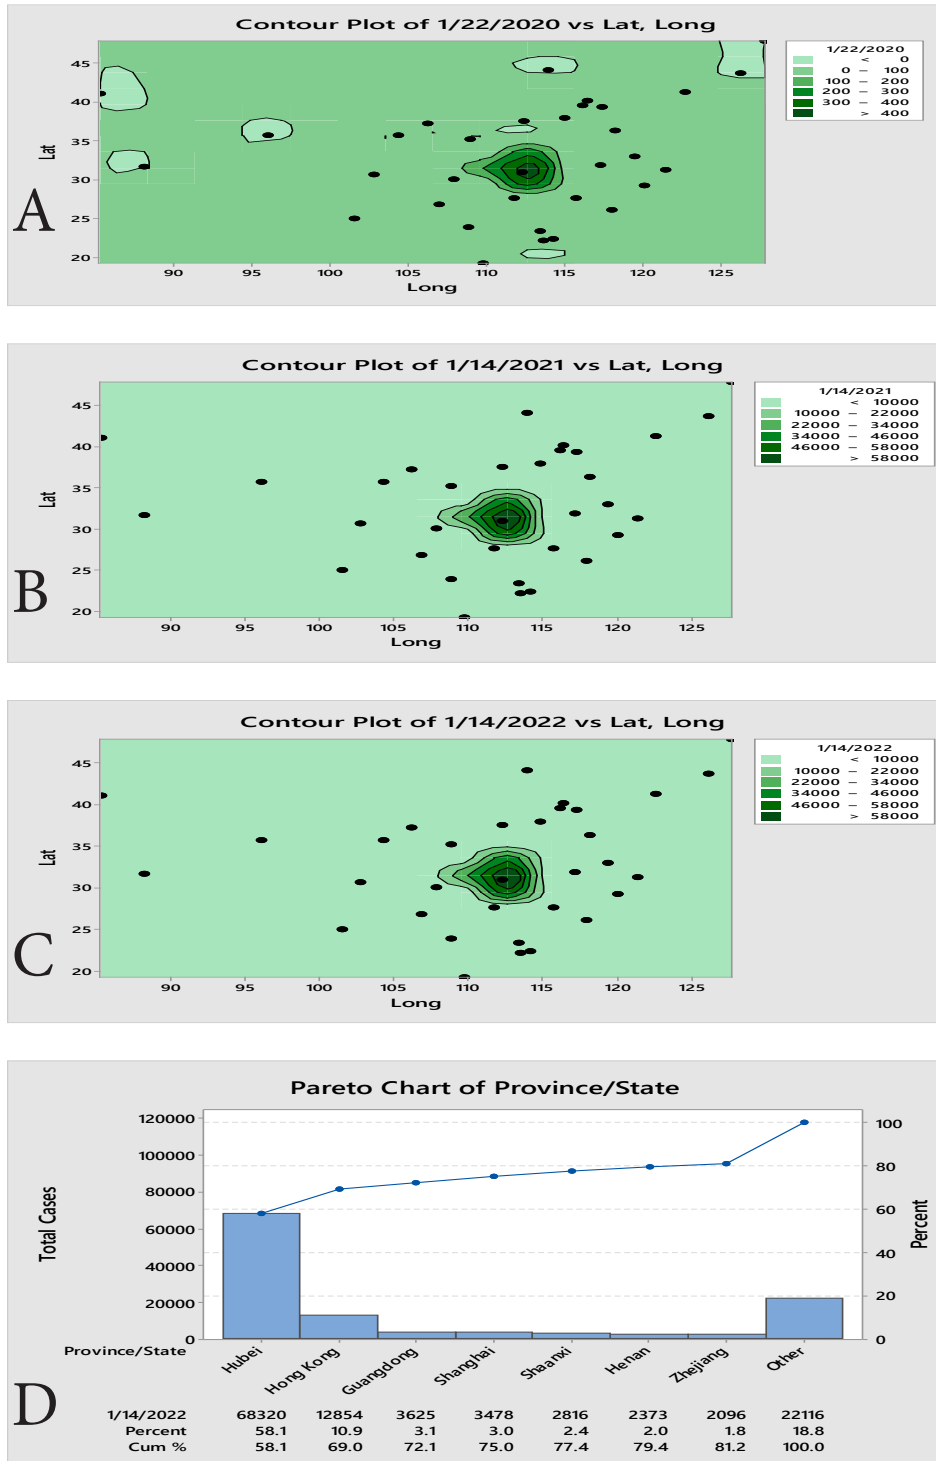 Contour Plot of 1/22/2020 vs Lat, Long
1/22/2020
< 0
0 – 100
100 – 200
200 – 300
300 – 400
> 400
45
40
35
30
25
20
Lat
A
90 95 100 105 110 115 120 125
Long
Contour Plot of 1/14/2021 vs Lat, Long
1/14/2021
< 10000
10000 – 22000
22000 – 34000
34000 – 46000
46000 – 58000
> 58000
45
40
35
30
25
20
Lat
B
90 95 100 105 110 115 120 125
Long
Contour Plot of 1/14/2022 vs Lat, Long
1/14/2022
< 10000
10000 – 22000
22000 – 34000
34000 – 46000
46000 – 58000
> 58000
45
40
35
30
25
20
Lat
C
90 95 100 105 110 115 120 125
Long
Pareto Chart of Province/State
120000
100000
80000
60000
40000
20000
0
Total Cases
100
80
60
40
20
0
Percent
Province/State
Hubei
Hong Kong
Guangdong
Shanghai
Shaanxi
Henan
Zhejiang
Other
D
1/14/2022 68320 12854 3625 3478 2816 2373 2096 22116
Percent 58.1 10.9 3.1 3.0 2.4 2.0 1.8 18.8
Cum % 58.1 69.0 72.1 75.0 77.4 79.4 81.2 100.0